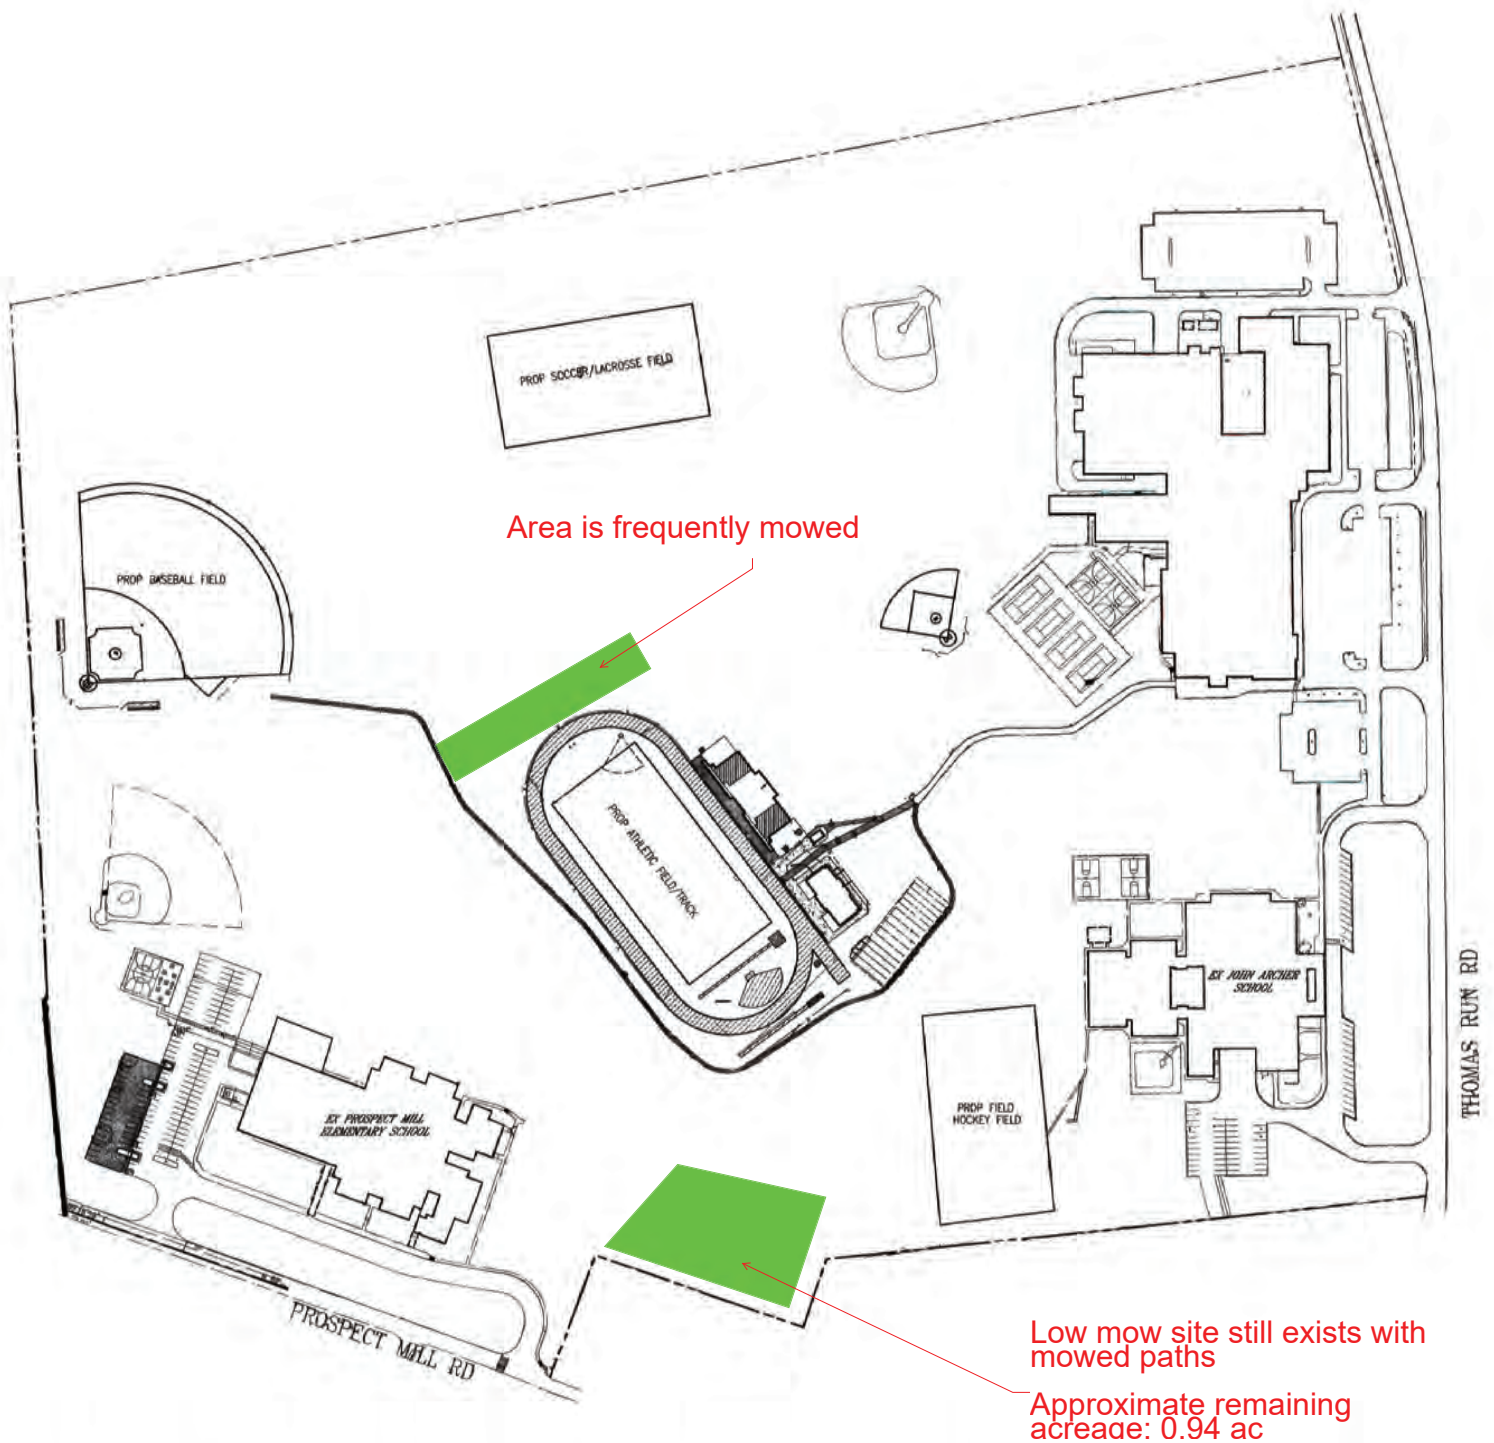 PROP SOCCER/LACROSSE FIELD
Area is frequently mowed
PROP BASEBALL FIELD
PROP ATHLETIC FIELD/TRACK
EX JOHN ARCHER
SCHOOL
THOMAS RUN RD
PROP FIELD
HOCKEY FIELD
EX PROSPECT MILL
ELEMENTARY SCHOOL
PROSPECT MILL RD
Low mow site still exists with
mowed paths
Approximate remaining
acreage: 0.94 ac